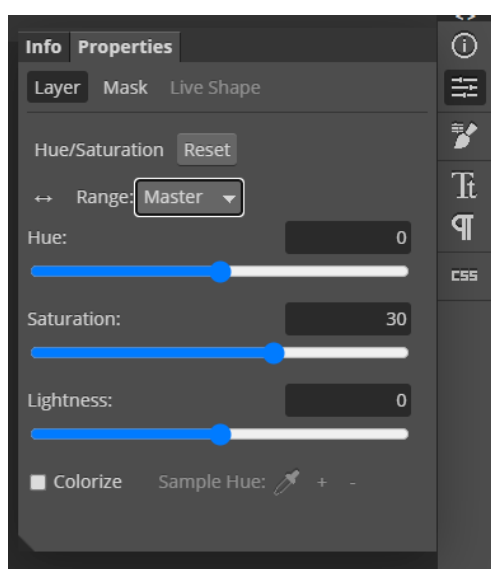 Info Properties
Layer Mask Live Shape
Hue/Saturation Reset
↔ Range: Master
Hue: 0
Saturation: 30
Lightness: 0
Colorize Sample Hue: + -
Tt
¶
CSS